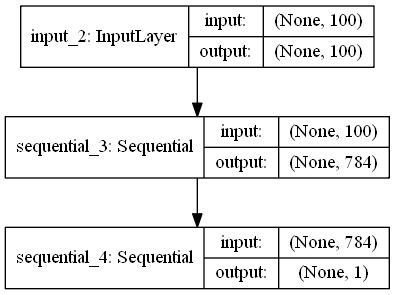 input_2: InputLayer
input: (None, 100)
output: (None, 100)
sequential_3: Sequential
input: (None, 100)
output: (None, 784)
sequential_4: Sequential
input: (None, 784)
output: (None, 1)